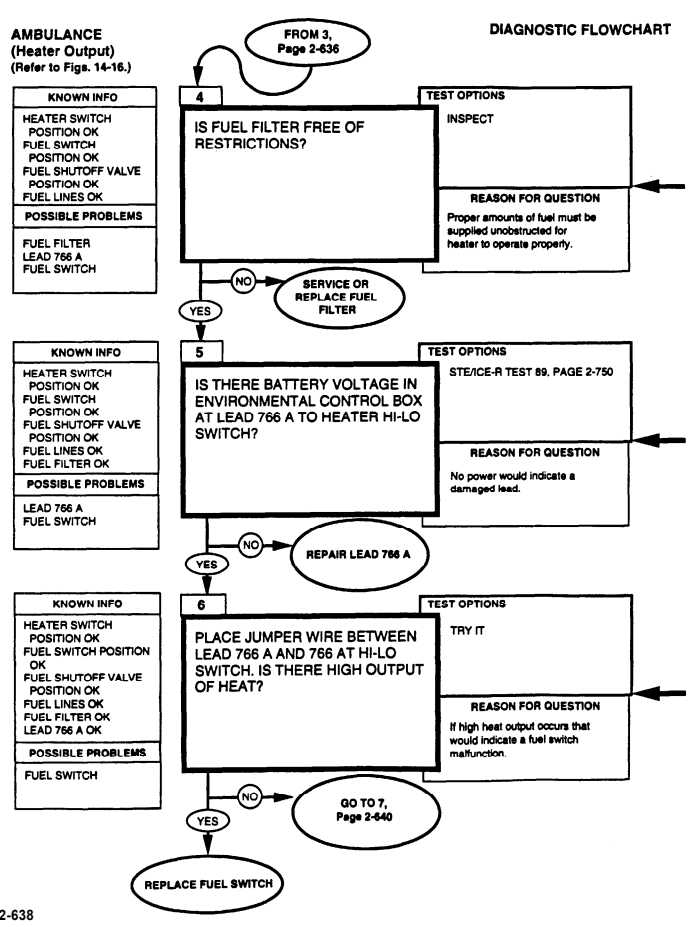 AMBULANCE
(Heater Output)
(Refer to Figs. 14-16.)
FROM 3,
Page 2-636
DIAGNOSTIC FLOWCHART
KNOWN INFO
HEATER SWITCH
POSITION OK
FUEL SWITCH
POSITION OK
FUEL SHUTOFF VALVE
POSITION OK
FUEL LINES OK
POSSIBLE PROBLEMS
FUEL FILTER
LEAD 766 A
FUEL SWITCH
4
IS FUEL FILTER FREE OF
RESTRICTIONS?
TEST OPTIONS
INSPECT
REASON FOR QUESTION
Proper amounts of fuel must be
supplied unobstructed for
heater to operate properly.
NO
SERVICE OR
REPLACE FUEL
FILTER
YES
KNOWN INFO
HEATER SWITCH
POSITION OK
FUEL SWITCH
POSITION OK
FUEL SHUTOFF VALVE
POSITION OK
FUEL LINES OK
FUEL FILTER OK
POSSIBLE PROBLEMS
LEAD 766 A
FUEL SWITCH
5
IS THERE BATTERY VOLTAGE IN
ENVIRONMENTAL CONTROL BOX
AT LEAD 766 A TO HEATER HI-LO
SWITCH?
TEST OPTIONS
STE/ICE-R TEST 89, PAGE 2-750
REASON FOR QUESTION
No power would indicate a
damaged lead.
NO
REPAIR LEAD 766 A
YES
KNOWN INFO
HEATER SWITCH
POSITION OK
FUEL SWITCH POSITION
OK
FUEL SHUTOFF VALVE
POSITION OK
FUEL LINES OK
FUEL FILTER OK
LEAD 766 A OK
POSSIBLE PROBLEMS
FUEL SWITCH
6
PLACE JUMPER WIRE BETWEEN
LEAD 766 A AND 766 AT HI-LO
SWITCH. IS THERE HIGH OUTPUT
OF HEAT?
TEST OPTIONS
TRY IT
REASON FOR QUESTION
If high heat output occurs that
would indicate a fuel switch
malfunction.
NO
GO TO 7,
Page 2-640
YES
REPLACE FUEL SWITCH
2-638